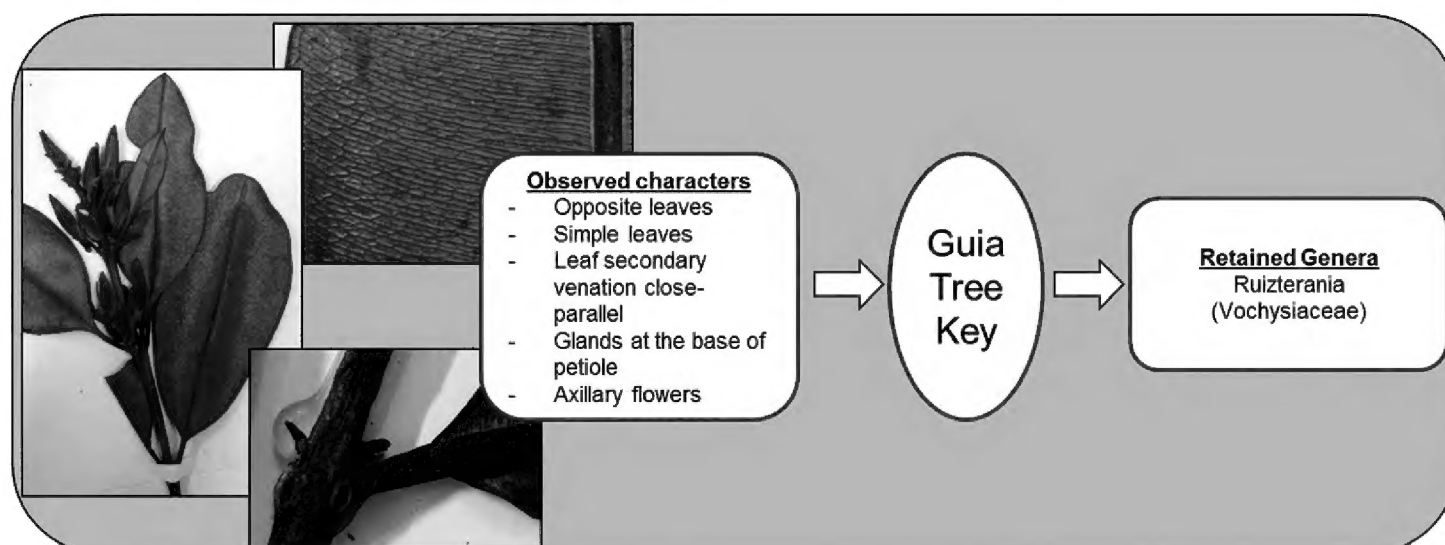 Observed characters
- Opposite leaves
- Simple leaves
- Leaf secondary
venation close-
parallel
- Glands at the base of
petiole
- Axillary flowers
Guia
Tree
Key
Retained Genera
Ruizterania
(Vochysiaceae)